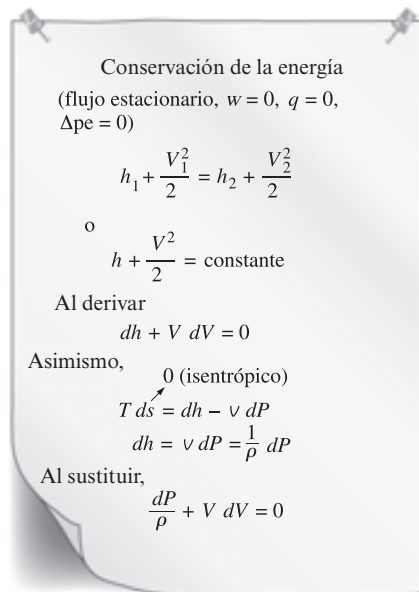 Conservación de la energía
(flujo estacionario, w = 0, q = 0,
Δpe = 0)
h₁ + V₁²/2 = h₂ + V₂²/2
o
h + V²/2 = constante
Al derivar
dh + V dV = 0
Asimismo,
0 (isentrópico)
T ds = dh − v dP
dh = v dP = 1/ρ dP
Al sustituir,
dP/ρ + V dV = 0